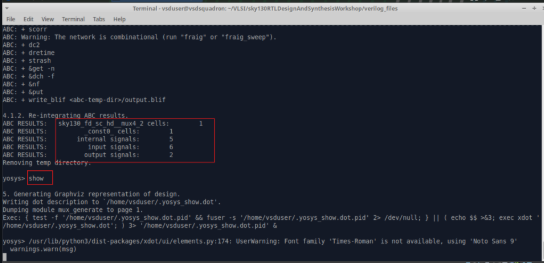 Terminal - vsduser@vsdsquadron: ~/VLSI/sky130RTLDesignAndSynthesisWorkshop/verilog_files
File Edit View Terminal Tabs Help
ABC: + scorr
ABC: Warning: The network is combinational (run "fraig" or "fraig_sweep").
ABC: + dc2
ABC: + dretime
ABC: + strash
ABC: + &get -n
ABC: + &dch -f
ABC: + &nf
ABC: + &put
ABC: + write_blif <abc-temp-dir>/output.blif
4.1.2. Re-integrating ABC results.
ABC RESULTS: sky130_fd_sc_hd__mux4_2 cells: 1
ABC RESULTS: _const0_ cells: 1
ABC RESULTS: internal signals: 5
ABC RESULTS: input signals: 6
ABC RESULTS: output signals: 2
Removing temp directory.
yosys> show
5. Generating Graphviz representation of design.
Writing dot description to `/home/vsduser/.yosys_show.dot'.
Dumping module mux_generate to page 1.
Exec: { test -f '/home/vsduser/.yosys_show.dot.pid' && fuser -s '/home/vsduser/.yosys_show.dot.pid' 2> /dev/null; } || ( echo $$ >&3; exec xdot '
/home/vsduser/.yosys_show.dot'; ) 3> '/home/vsduser/.yosys_show.dot.pid' &
yosys> /usr/lib/python3/dist-packages/xdot/ui/elements.py:174: UserWarning: Font family 'Times-Roman' is not available, using 'Noto Sans 9'
warnings.warn(msg)